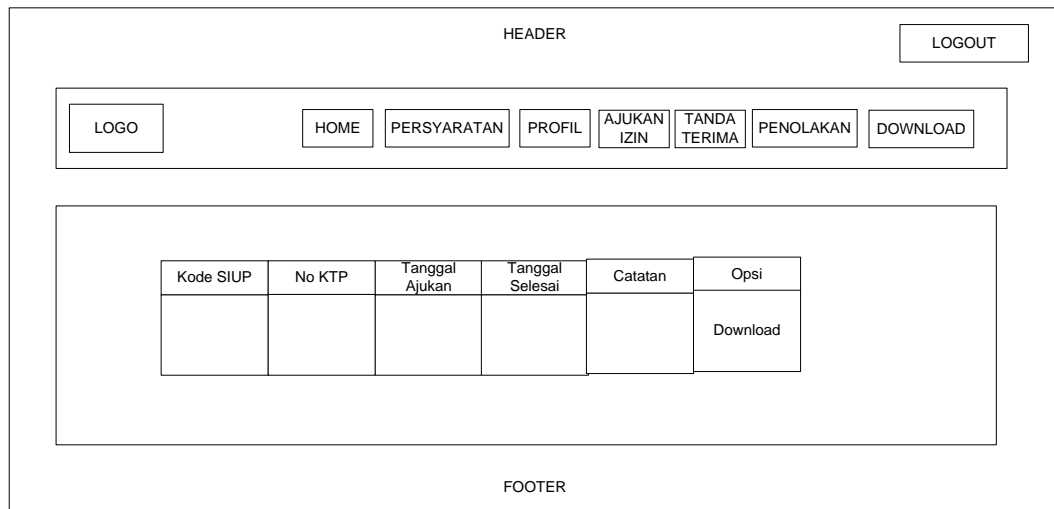 HEADER
LOGOUT
LOGO
HOME
PERSYARATAN
PROFIL
AJUKAN
IZIN
TANDA
TERIMA
PENOLAKAN
DOWNLOAD
Kode SIUP
No KTP
Tanggal
Ajukan
Tanggal
Selesai
Catatan
Opsi
Download
FOOTER